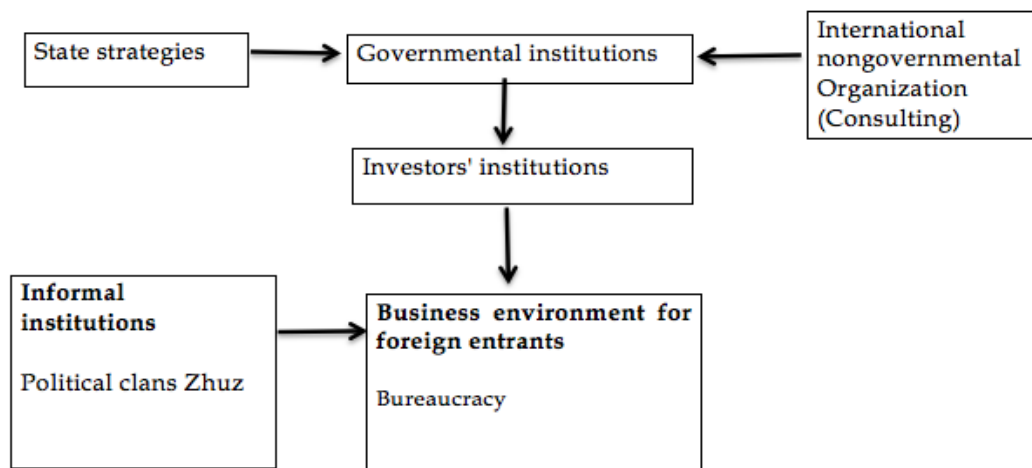 State strategies
Governmental institutions
International
nongovernmental
Organization
(Consulting)
Investors' institutions
Informal
institutions
Political clans Zhuz
Business environment for
foreign entrants
Bureaucracy